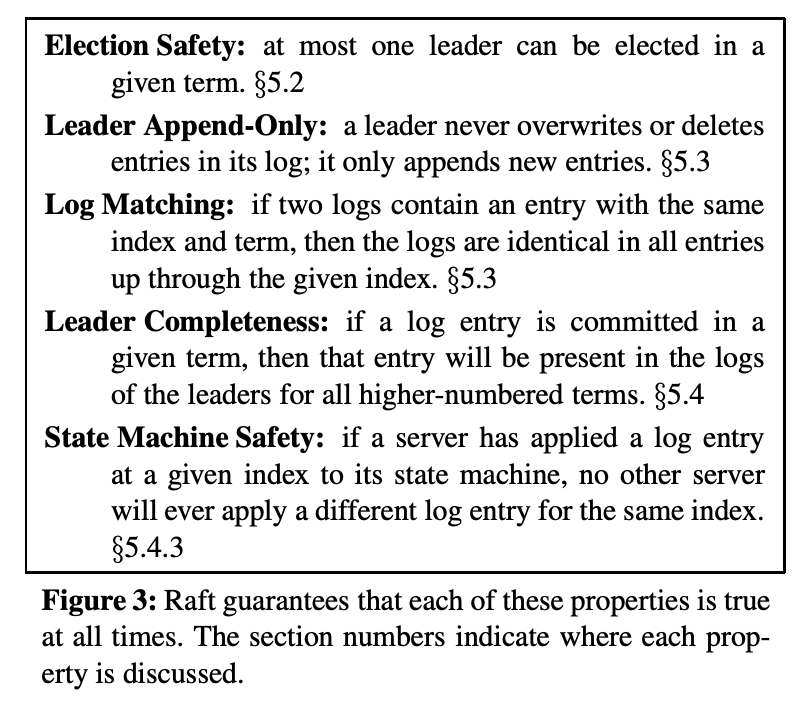 Election Safety: at most one leader can be elected in a
given term. §5.2
Leader Append-Only: a leader never overwrites or deletes
entries in its log; it only appends new entries. §5.3
Log Matching: if two logs contain an entry with the same
index and term, then the logs are identical in all entries
up through the given index. §5.3
Leader Completeness: if a log entry is committed in a
given term, then that entry will be present in the logs
of the leaders for all higher-numbered terms. §5.4
State Machine Safety: if a server has applied a log entry
at a given index to its state machine, no other server
will ever apply a different log entry for the same index.
§5.4.3
Figure 3: Raft guarantees that each of these properties is true
at all times. The section numbers indicate where each prop-
erty is discussed.